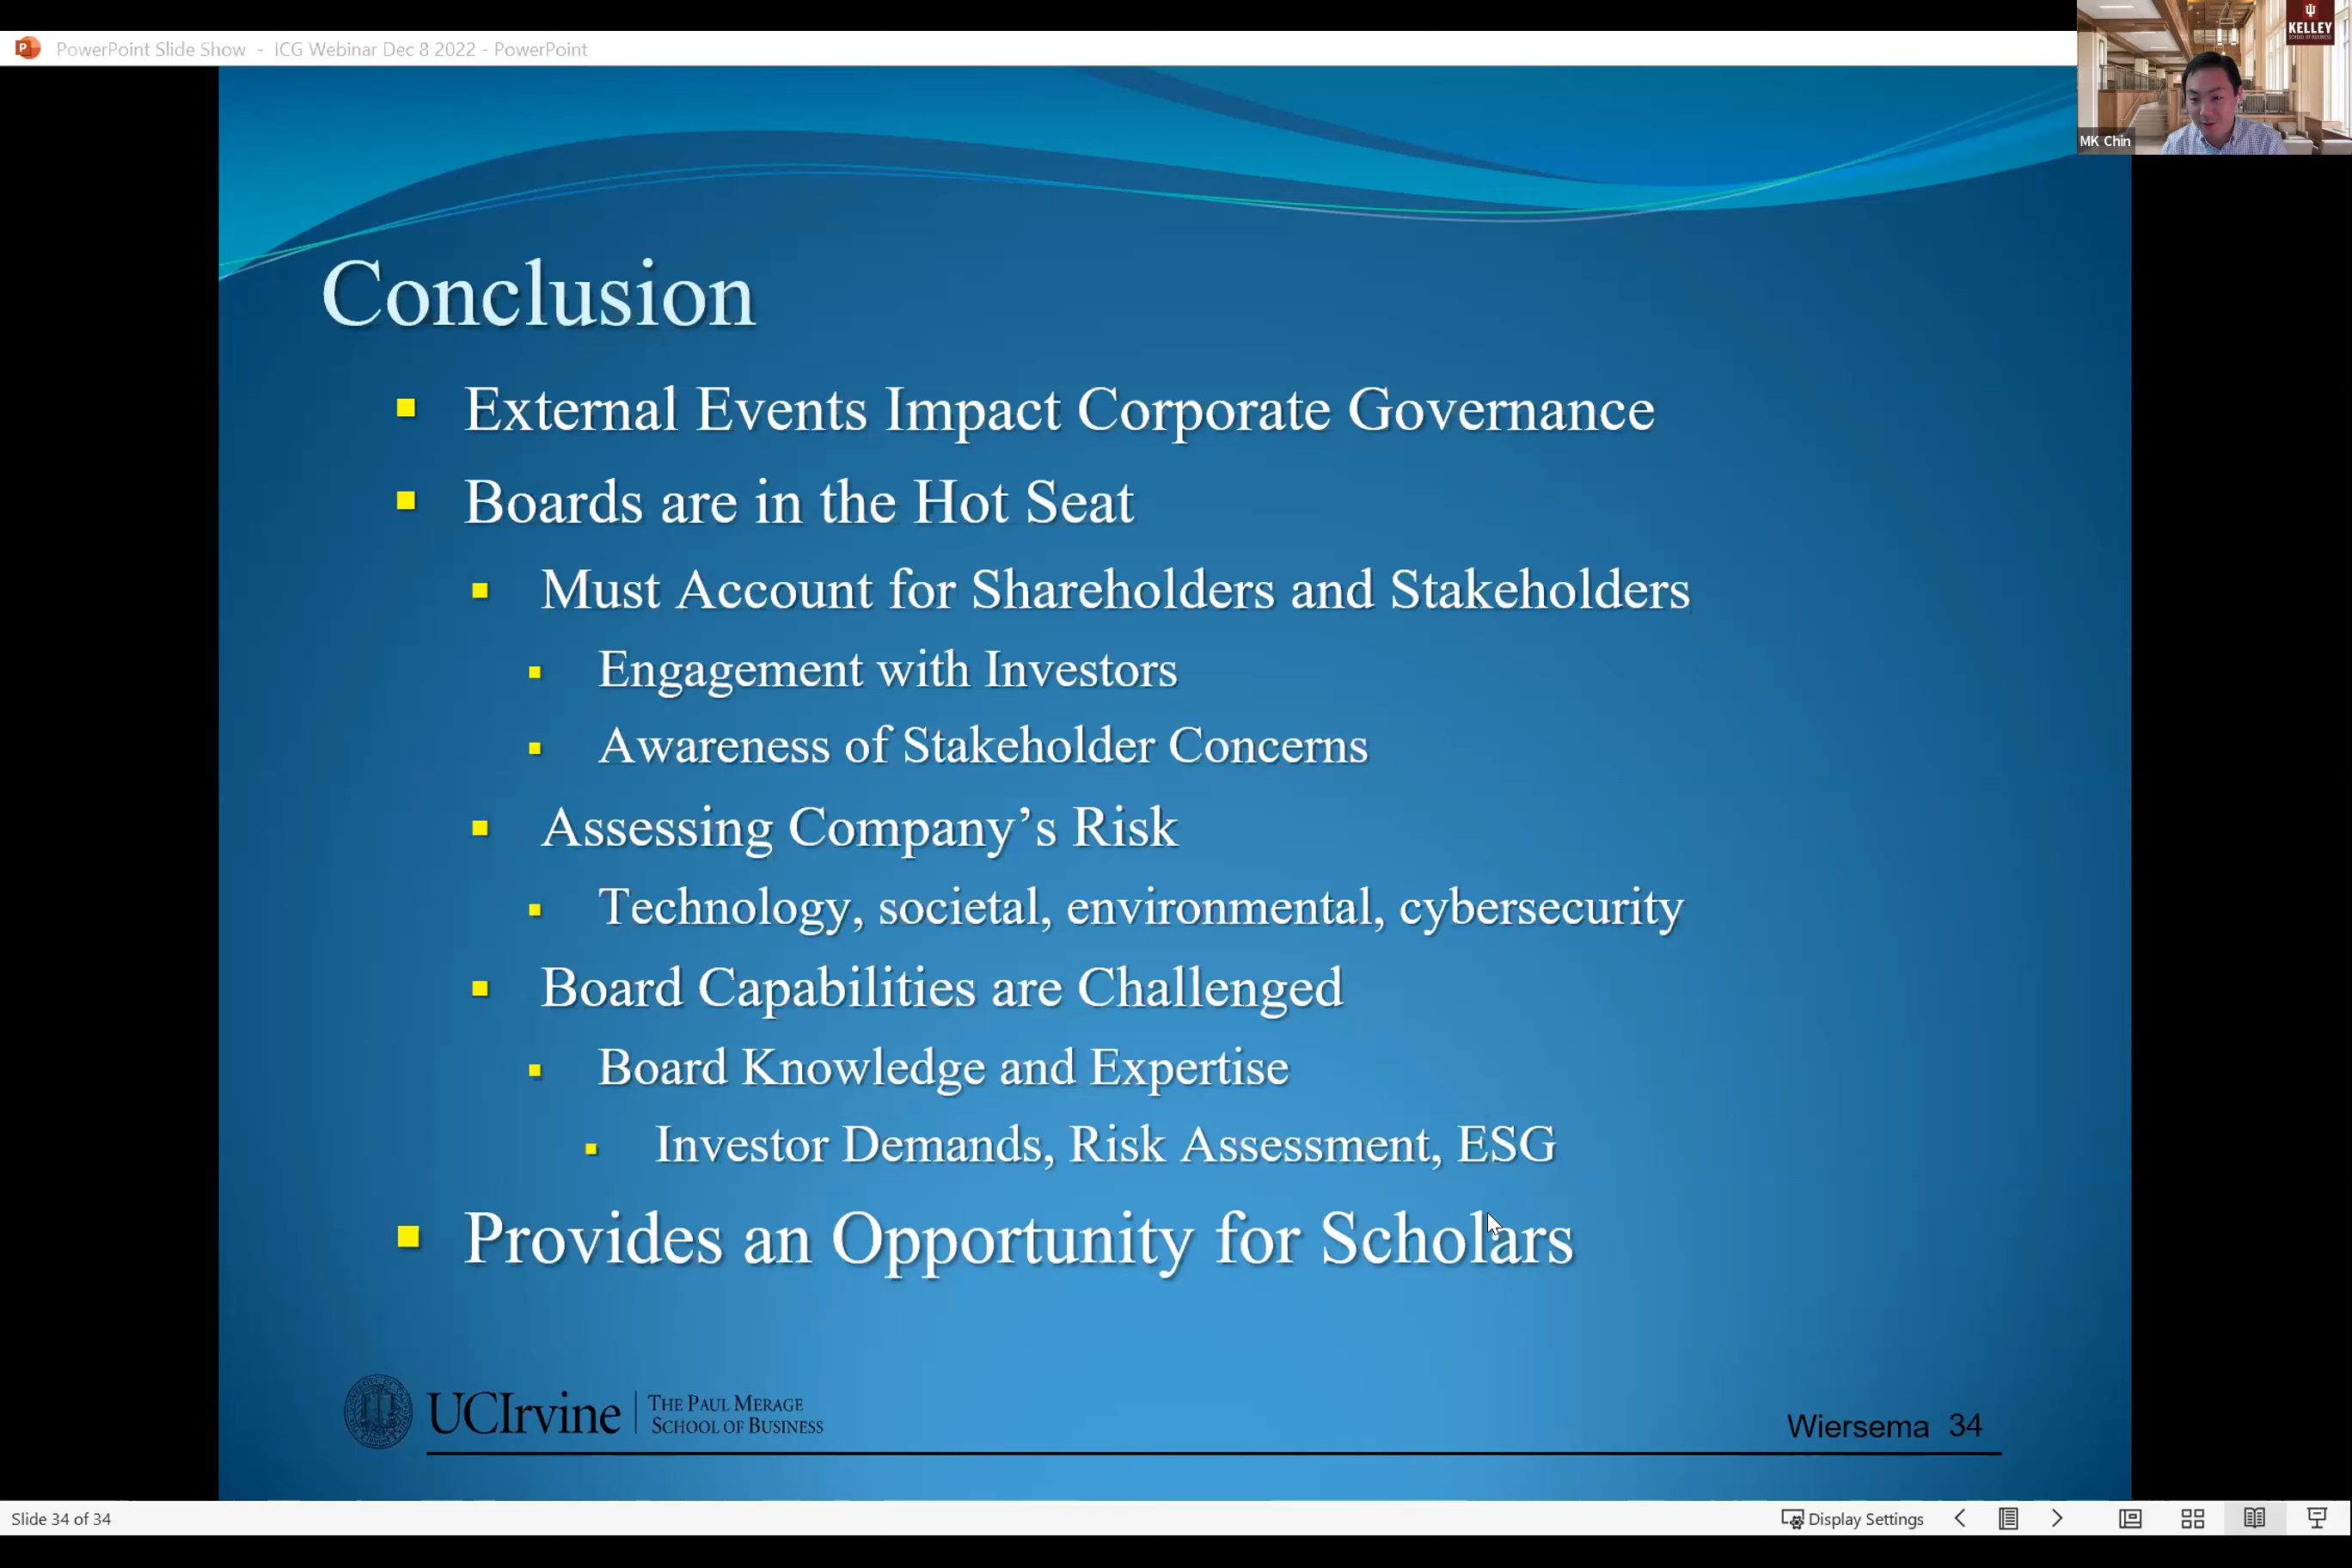 PowerPoint Slide Show - ICG Webinar Dec 8 2022 - PowerPoint
KELLEY
SCHOOL OF BUSINESS
MK Chin
Conclusion
External Events Impact Corporate Governance
Boards are in the Hot Seat
Must Account for Shareholders and Stakeholders
Engagement with Investors
Awareness of Stakeholder Concerns
Assessing Company’s Risk
Technology, societal, environmental, cybersecurity
Board Capabilities are Challenged
Board Knowledge and Expertise
Investor Demands, Risk Assessment, ESG
Provides an Opportunity for Scholars
UCIrvine
THE PAUL MERAGE
SCHOOL OF BUSINESS
Wiersema 34
Slide 34 of 34
Display Settings